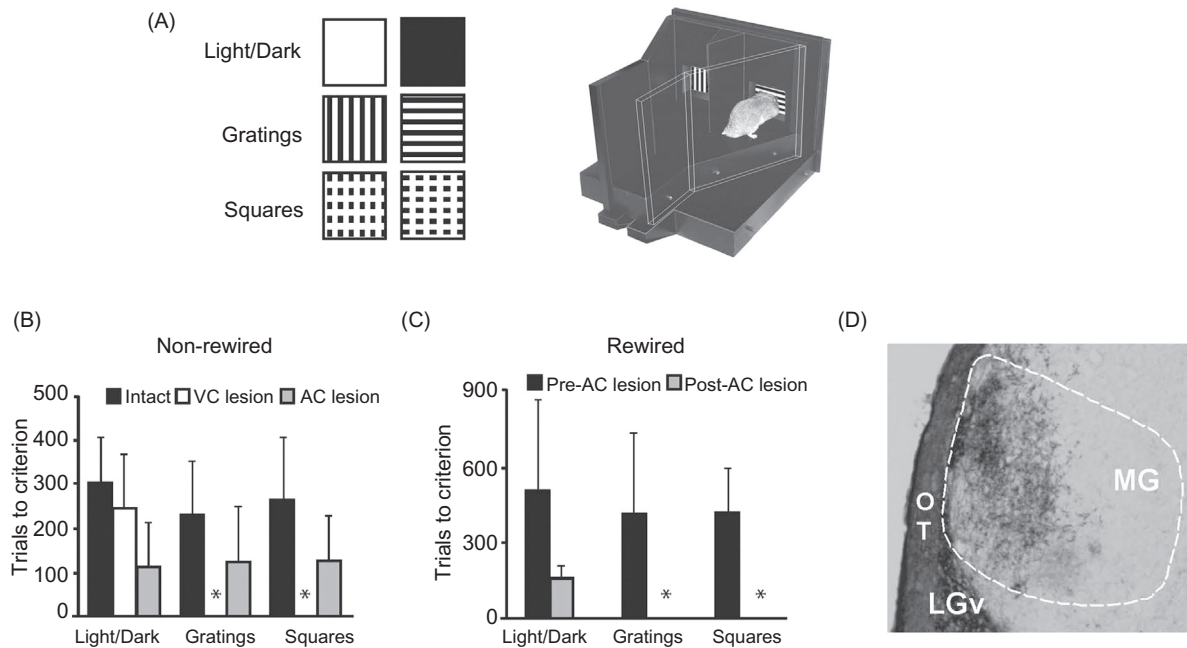 (A)
Light/Dark
Gratings
Squares
(B)
Non-rewired
Intact VC lesion AC lesion
Trials to criterion
500
400
300
200
100
0
* *
Light/Dark Gratings Squares
(C)
Rewired
Pre-AC lesion Post-AC lesion
Trials to criterion
900
600
300
0
* *
Light/Dark Gratings Squares
(D)
MG
O
T
LGv